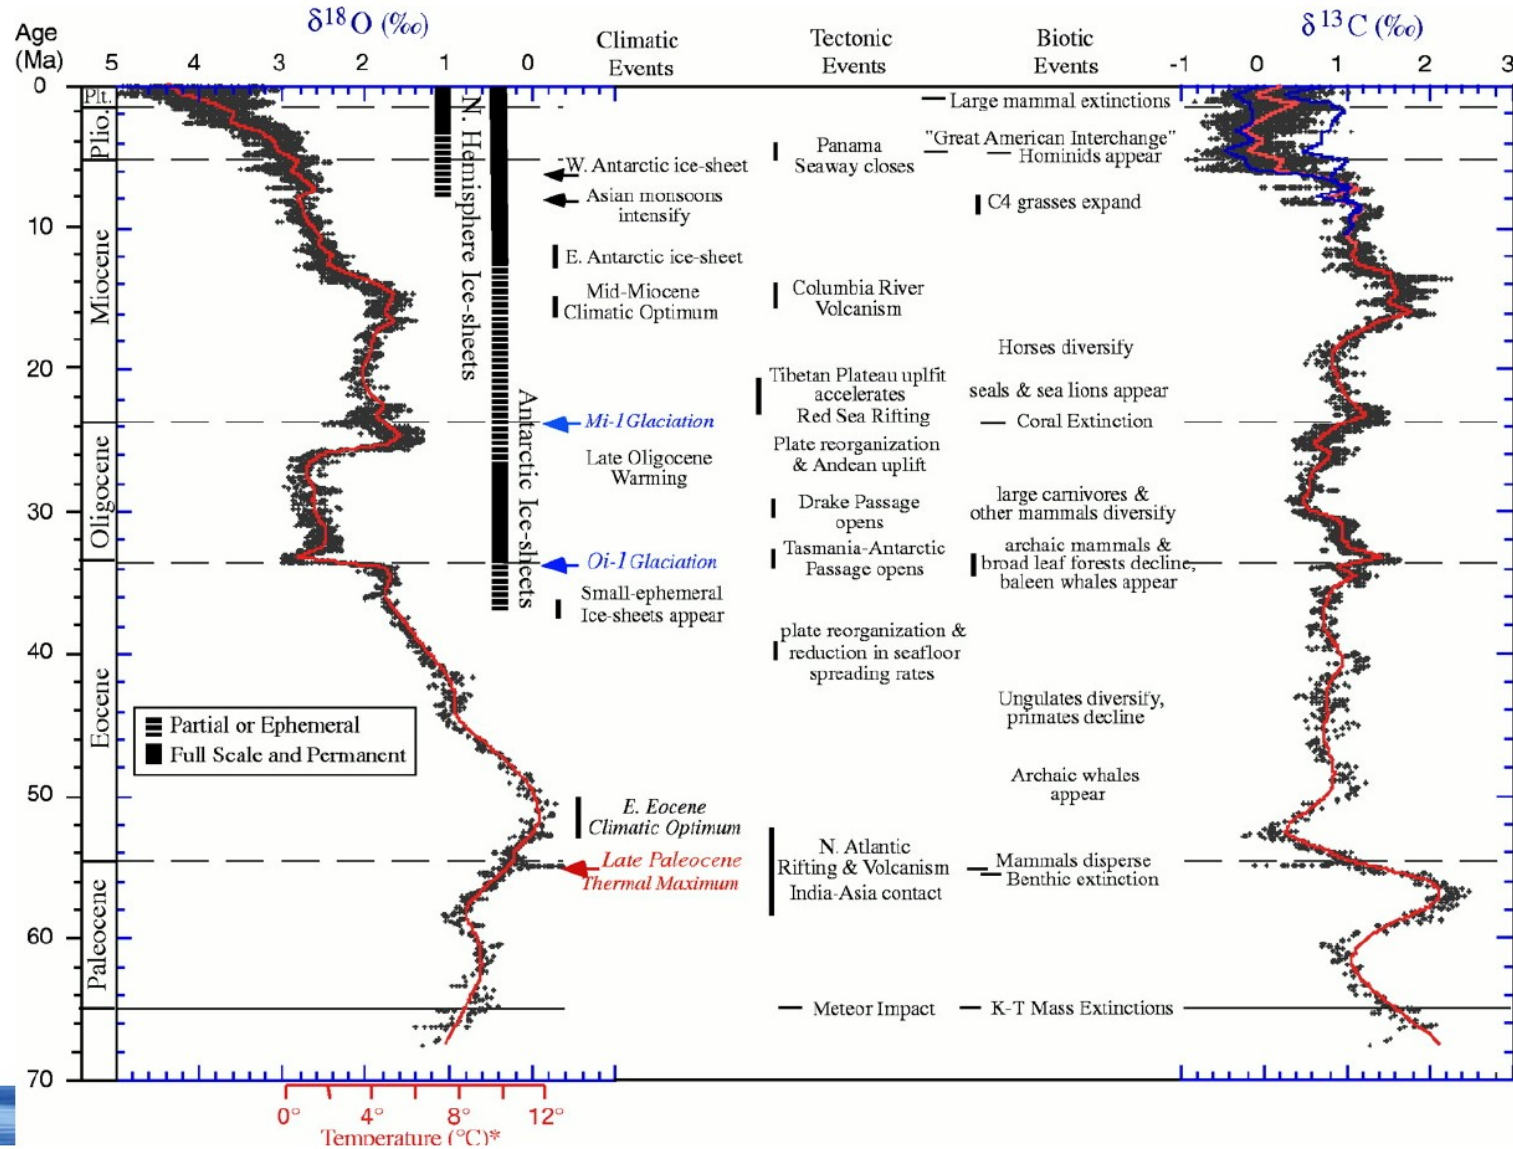 δ18O (‰)
δ13C (‰)
Age
(Ma)
5 4 3 2 1 0
Climatic
Events
Tectonic
Events
Biotic
Events
-1 0 1 2 3
0
10
20
30
40
50
60
70
Plt.
Plio.
Miocene
Oligocene
Eocene
Paleocene
N. Hemisphere Ice-sheets
Antarctic Ice-sheets
Partial or Ephemeral
Full Scale and Permanent
W. Antarctic ice-sheet
Asian monscons
intensify
E. Antarctic ice-sheet
Mid-Miocene
Climatic Optimum
Mi-1 Glaciation
Late Oligocene
Warming
Oi-1 Glaciation
Small-ephemeral
Ice-sheets appear
E. Eocene
Climatic Optimum
Late Paleocene
Thermal Maximum
Panama
Seaway closes
Columbia River
Volcanism
Tibetan Plateau uplfit
accelerates
Red Sea Rifting
Plate reorganization
& Andean uplift
Drake Passage
opens
Tasmania-Antarctic
Passage opens
plate reorganization &
reduction in seafloor
spreading rates
N. Atlantic
Rifting & Volcanism
India-Asia contact
Meteor Impact
Large mammal extinctions
"Great American Interchange"
Hominids appear
C4 grasses expand
Horses diversify
seals & sea lions appear
Coral Extinction
large carnivores &
other mammals diversify
archaic mammals &
broad leaf forests decline,
baleen whales appear
Ungulates diversify,
primates decline
Archaic whales
appear
Mammals disperse
Benthic extinction
K-T Mass Extinctions
0° 4° 8° 12°
Temperature (°C)*